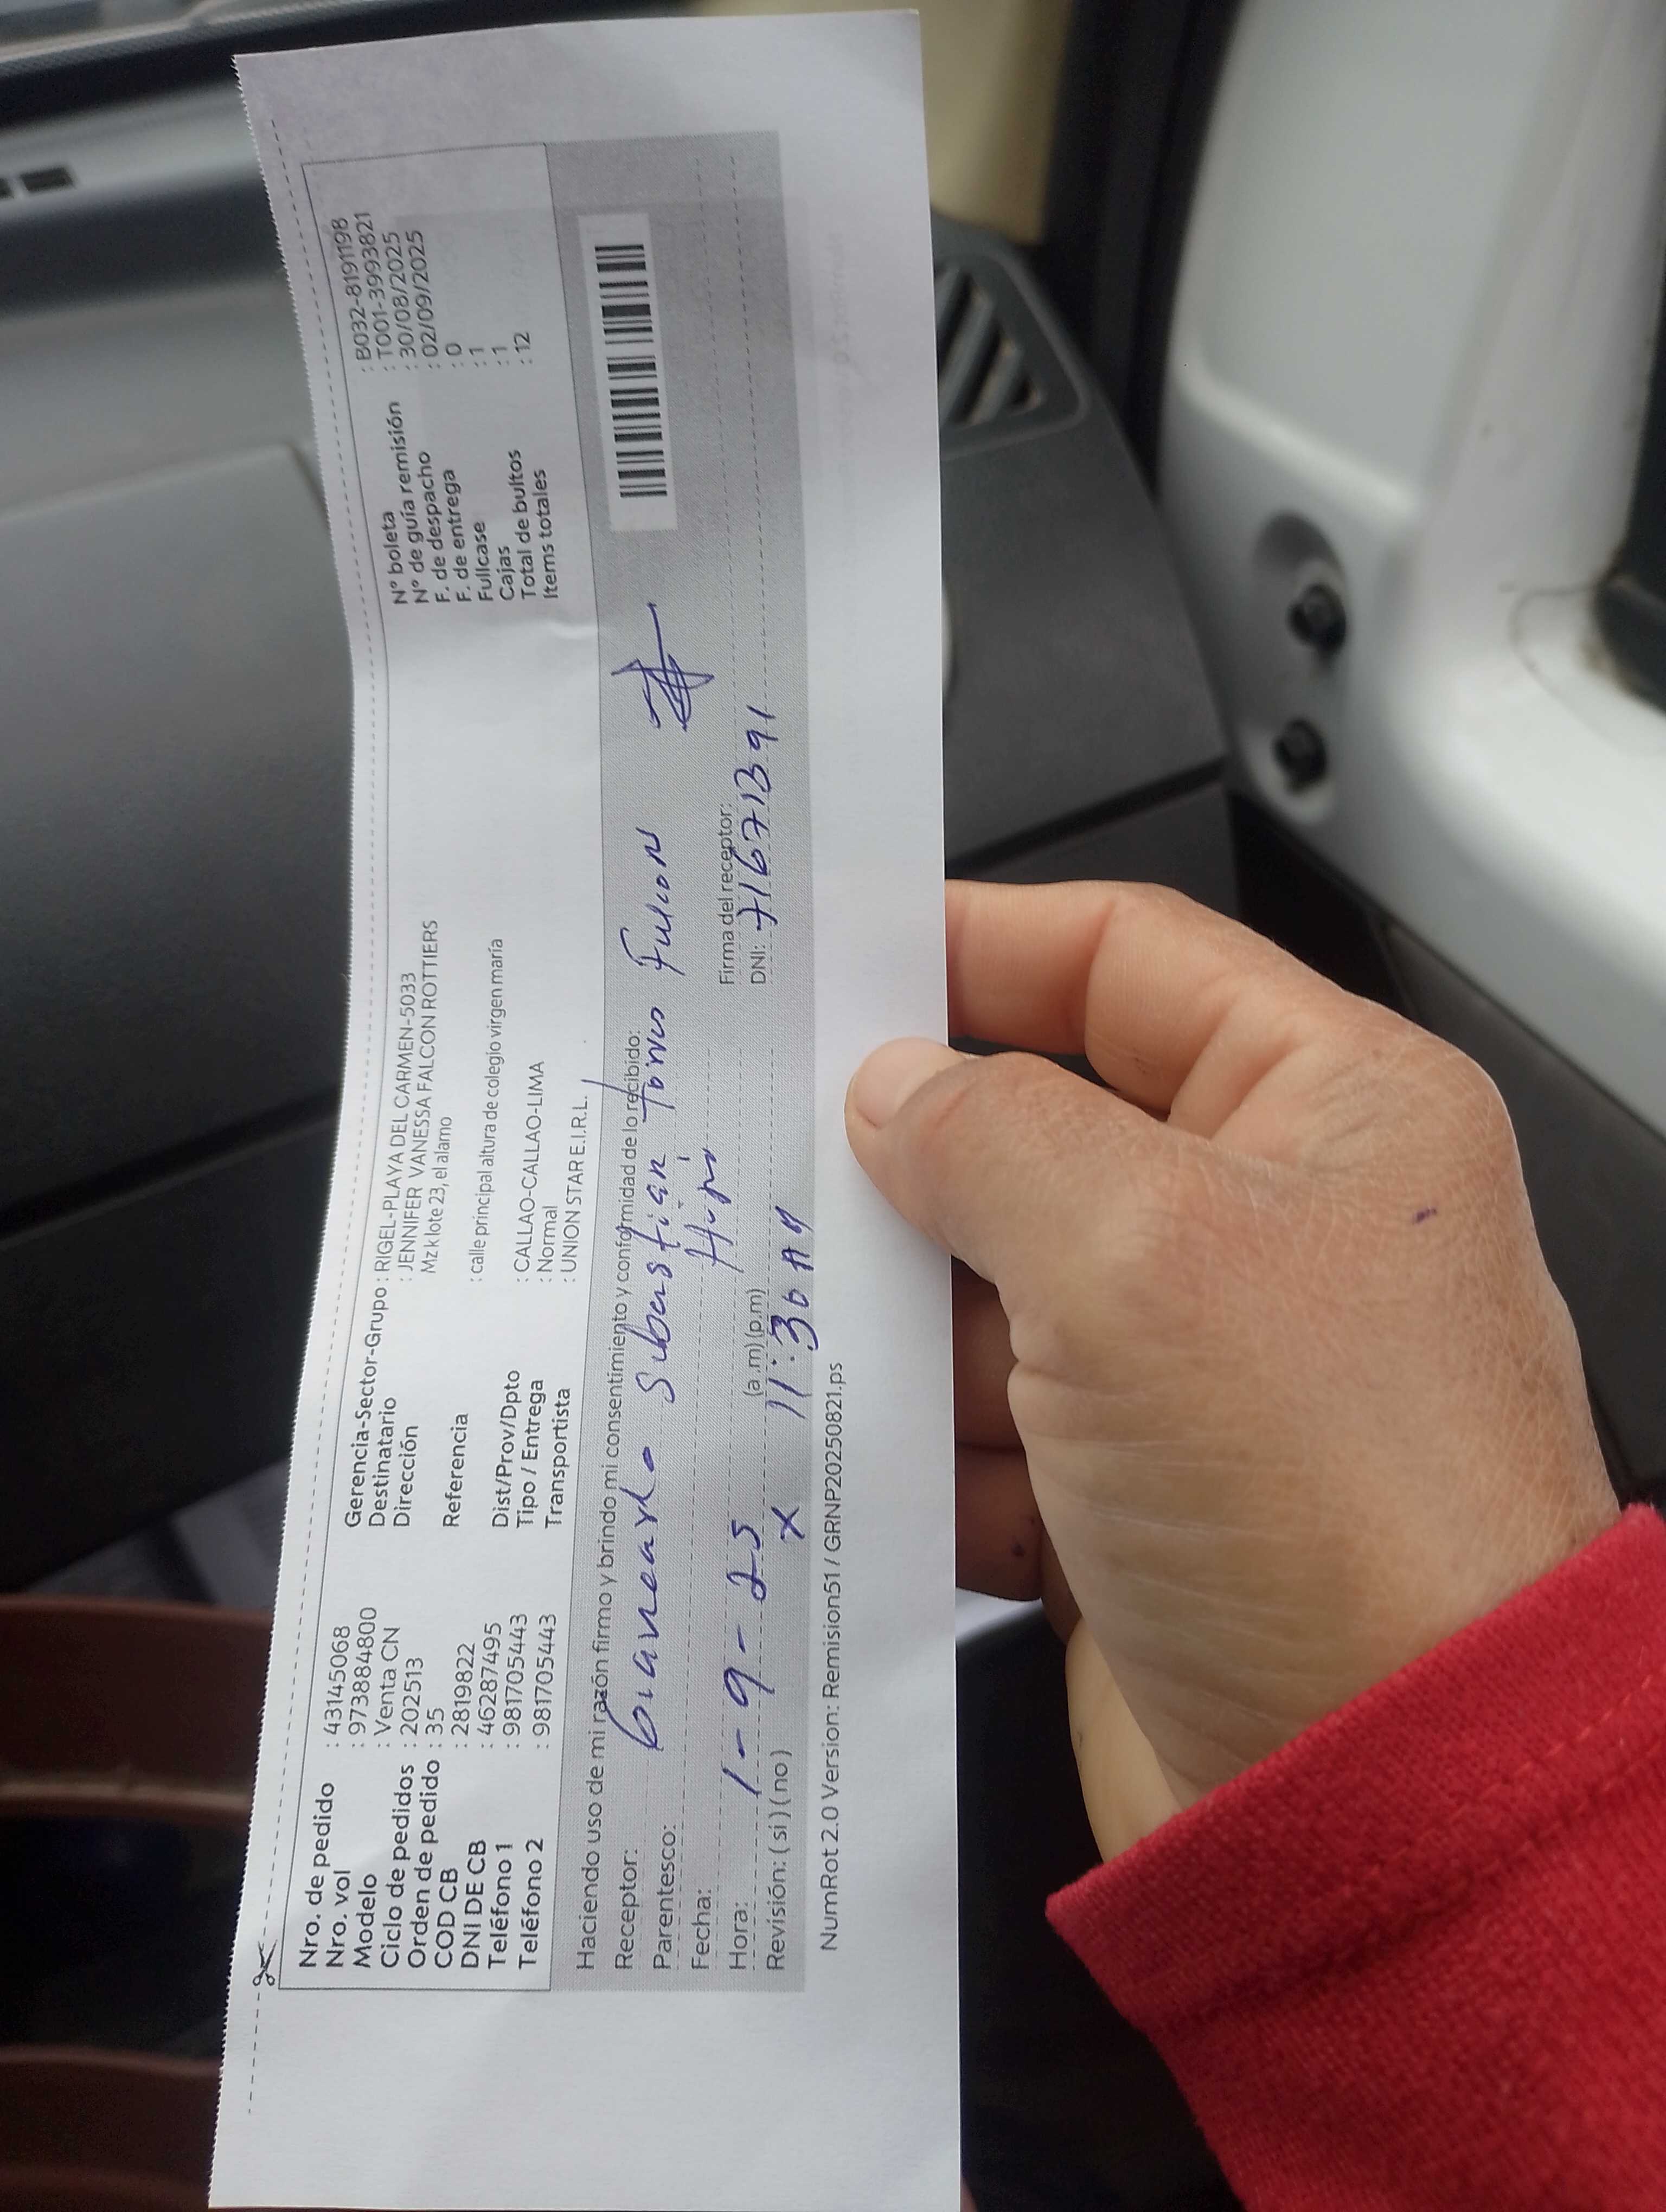 Nro. de pedido : 43145068
Nro. vol : 973884800
Modelo : Venta CN
Ciclo de pedidos : 202513
Orden de pedido : 35
COD CB : 2819822
DNI DE CB : 46287495
Teléfono 1 : 981705443
Teléfono 2 : 981705443
Gerencia-Sector-Grupo : RIGEL-PLAYA DEL CARMEN-5033
Destinatario : JENNIFER VANESSA FALCON ROTTIERS
Dirección Mz k lote 23, el alamo
Referencia : calle principal altura de colegio virgen maría
Dist/Prov/Dpto : CALLAO-CALLAO-LIMA
Tipo / Entrega : Normal
Transportista : UNION STAR E.I.R.L.
N° boleta : B032-8191198
N° de guía remisión : T001-3993821
F. de despacho : 30/08/2025
F. de entrega : 02/09/2025
Fullcase : 0
Cajas : 1
Total de bultos : 1
Items totales : 12
Haciendo uso de mi razón firmo y brindo mi consentimiento y conformidad de lo recibido:
Receptor:
Parentesco:
Fecha: 1-9-25
Hora: (a.m)(p.m) 11:30 AM
Revisión: ( si ) ( no ) x
Firma del receptor:
DNI: 71671391
NumRot 2.0 Version: Remision51 / GRNP20250821.ps